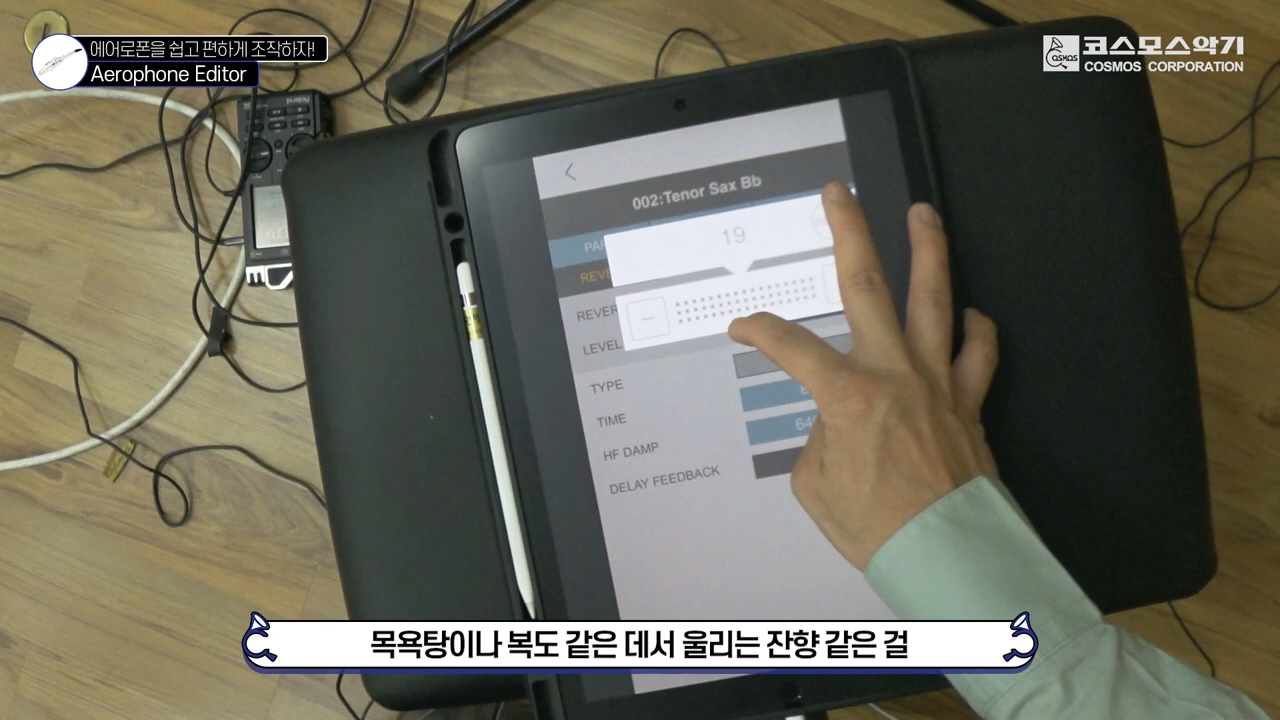 에어로폰을 쉽고 편하게 조작하자!
Aerophone Editor
코스모스악기
COSMOS
COSMOS CORPORATION
Roland
002:Tenor Sax Bb
19
LEVEL
TYPE
TIME
HF DAMP
DELAY FEEDBACK
목욕탕이나 복도 같은 데서 울리는 잔향 같은 걸